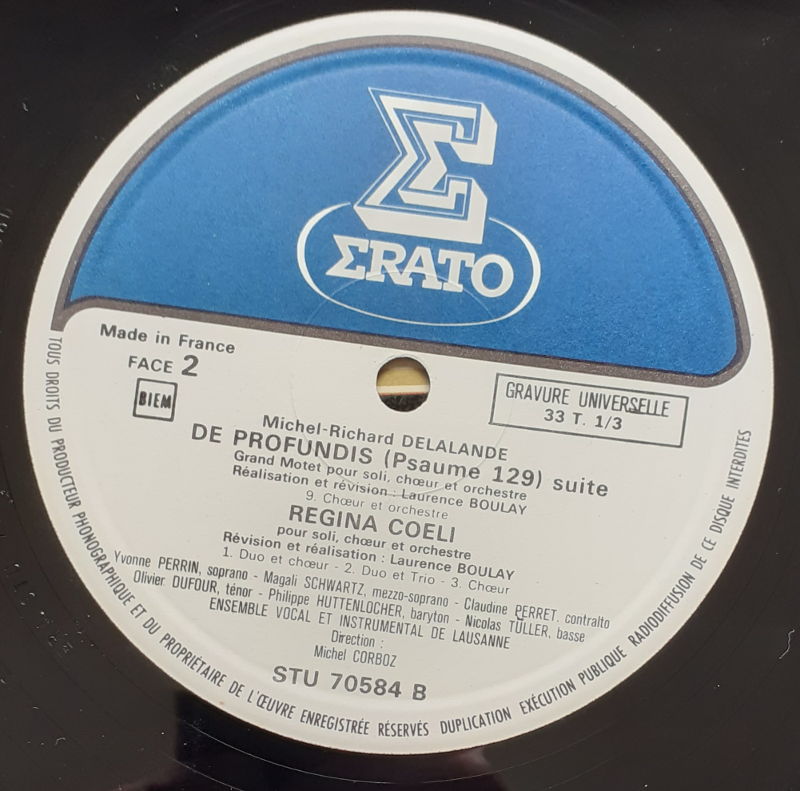 Σ
ΣRATO
Made in France
FACE 2
BIEM
GRAVURE UNIVERSELLE
33 T. 1/3
Michel-Richard DELALANDE
DE PROFUNDIS (Psaume 129) suite
Grand Motet pour soli, chœur et orchestre
Réalisation et révision : Laurence BOULAY
9. Chœur et orchestre
REGINA COELI
pour soli, chœur et orchestre
Révision et réalisation : Laurence BOULAY
1. Duo et chœur - 2. Duo et Trio - 3. Chœur
Yvonne PERRIN, soprano - Magali SCHWARTZ, mezzo-soprano - Claudine PERRET, contralto
Olivier DUFOUR, ténor - Philippe HUTTENLOCHER, baryton - Nicolas TÜLLER, basse
ENSEMBLE VOCAL ET INSTRUMENTAL DE LAUSANNE
Direction :
Michel CORBOZ
STU 70584 B
TOUS DROITS DU PRODUCTEUR PHONOGRAPHIQUE ET DU PROPRIÉTAIRE DE L'ŒUVRE ENREGISTRÉE RÉSERVÉS DUPLICATION EXÉCUTION PUBLIQUE RADIODIFFUSION DE CE DISQUE INTERDITES